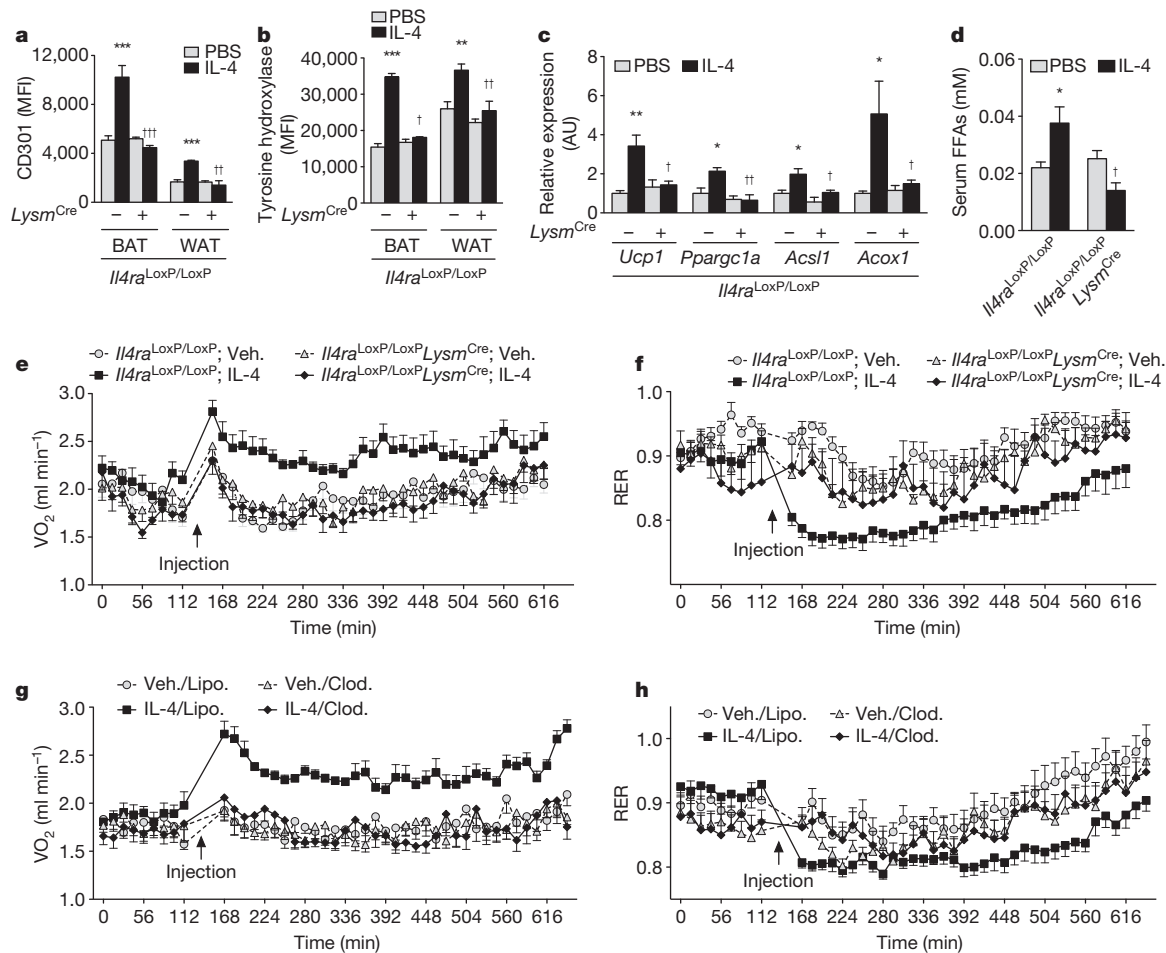 a
CD301 (MFI)
12,000
8,000
4,000
0
***
†††
***
††
PBS
IL-4
Lysm^Cre
– + – +
BAT WAT
Il4ra^LoxP/LoxP
b
Tyrosine hydroxylase
(MFI)
40,000
30,000
20,000
10,000
0
PBS
IL-4
***
†
**
††
Lysm^Cre
– + – +
BAT WAT
Il4ra^LoxP/LoxP
c
Relative expression
(AU)
8
6
4
2
0
PBS IL-4
**
†
*
††
*
†
*
†
Lysm^Cre
– + – + – + – +
Ucp1 Ppargc1a Acsl1 Acox1
Il4ra^LoxP/LoxP
d
Serum FFAs (mM)
0.06
0.04
0.02
0.00
PBS IL-4
*
†
Il4ra^LoxP/LoxP
Il4ra^LoxP/LoxP
Lysm^Cre
e
Il4ra^LoxP/LoxP; Veh. Il4ra^LoxP/LoxP Lysm^Cre; Veh.
Il4ra^LoxP/LoxP; IL-4 Il4ra^LoxP/LoxP Lysm^Cre; IL-4
VO2 (ml min−1)
3.0
2.5
2.0
1.5
1.0
Injection
0 56 112 168 224 280 336 392 448 504 560 616
Time (min)
f
Il4ra^LoxP/LoxP; Veh. Il4ra^LoxP/LoxP Lysm^Cre; Veh.
Il4ra^LoxP/LoxP; IL-4 Il4ra^LoxP/LoxP Lysm^Cre; IL-4
RER
1.0
0.9
0.8
Injection
0 56 112 168 224 280 336 392 448 504 560 616
Time (min)
g
Veh./Lipo. Veh./Clod.
IL-4/Lipo. IL-4/Clod.
VO2 (ml min−1)
3.0
2.5
2.0
1.5
1.0
Injection
0 56 112 168 224 280 336 392 448 504 560 616
Time (min)
h
Veh./Lipo. Veh./Clod.
IL-4/Lipo. IL-4/Clod.
RER
1.0
0.9
0.8
Injection
0 56 112 168 224 280 336 392 448 504 560 616
Time (min)